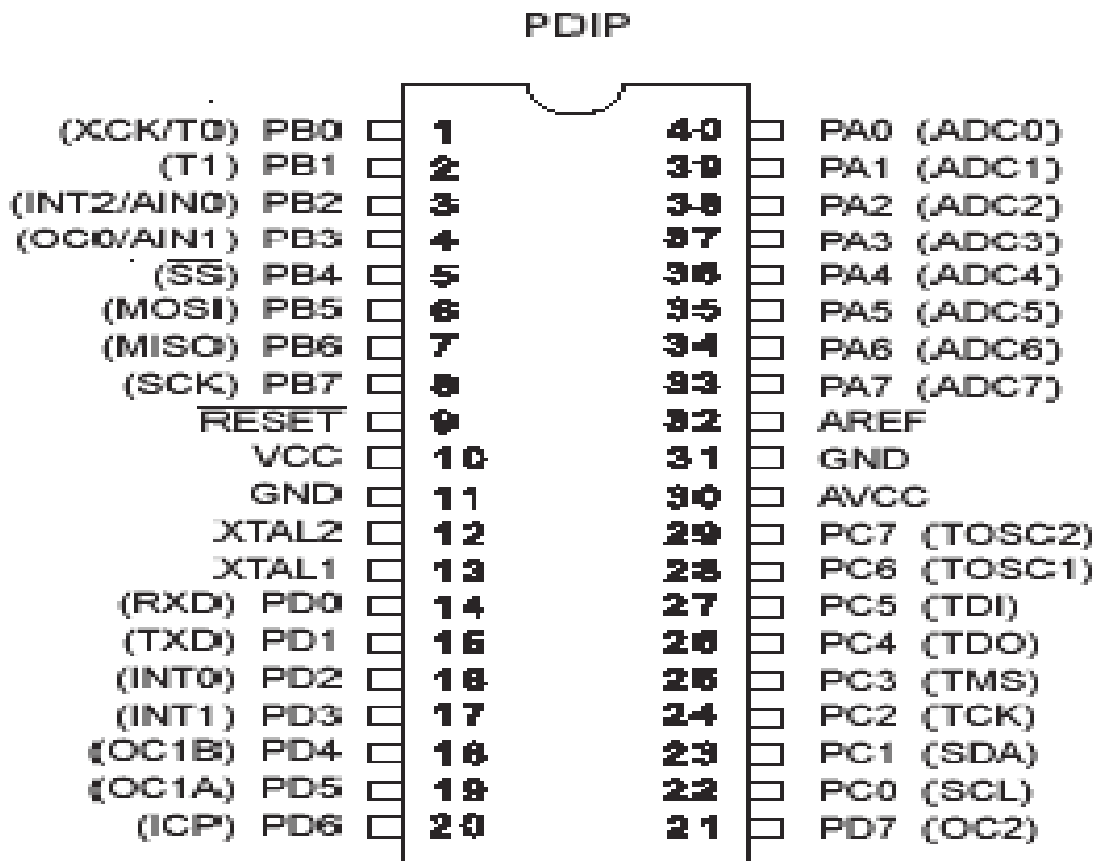 PDIP
(XCK/T0) PB0 1 40 PA0 (ADC0)
(T1) PB1 2 39 PA1 (ADC1)
(INT2/AIN0) PB2 3 38 PA2 (ADC2)
(OC0/AIN1) PB3 4 37 PA3 (ADC3)
(SS) PB4 5 36 PA4 (ADC4)
(MOSI) PB5 6 35 PA5 (ADC5)
(MISO) PB6 7 34 PA6 (ADC6)
(SCK) PB7 8 33 PA7 (ADC7)
RESET 9 32 AREF
VCC 10 31 GND
GND 11 30 AVCC
XTAL2 12 29 PC7 (TOSC2)
XTAL1 13 28 PC6 (TOSC1)
(RXD) PD0 14 27 PC5 (TDI)
(TXD) PD1 15 26 PC4 (TDO)
(INT0) PD2 16 25 PC3 (TMS)
(INT1) PD3 17 24 PC2 (TCK)
(OC1B) PD4 18 23 PC1 (SDA)
(OC1A) PD5 19 22 PC0 (SCL)
(ICP) PD6 20 21 PD7 (OC2)